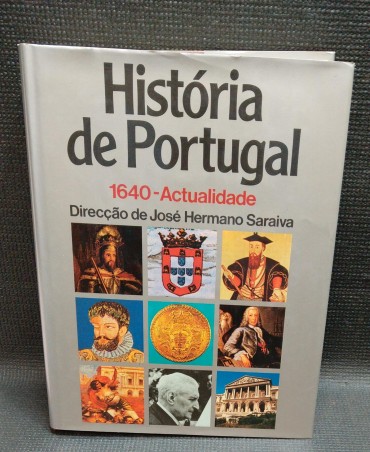 História
de Portugal
1640-Actualidade
Direcção de José Hermano Saraiva